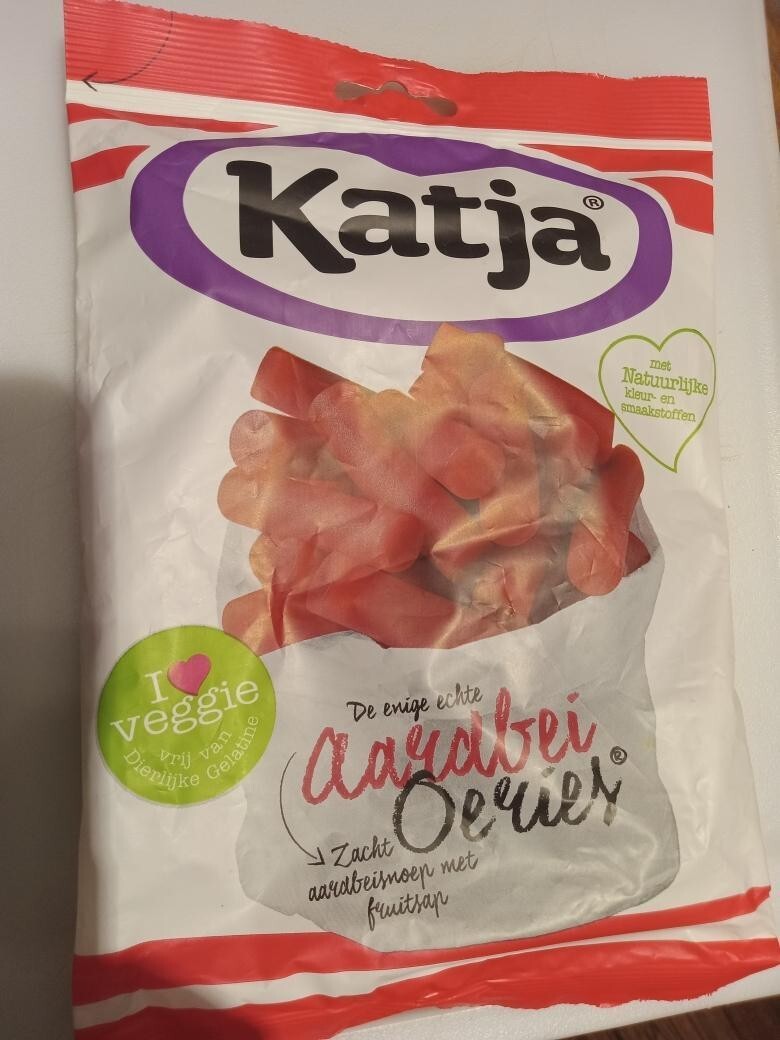 Katja®
met
Natuurlijke
kleur- en
smaakstoffen
I
veggie
vrij van
Dierlijke Gelatine
De enige echte
aardbei
Oeries®
Zacht
aardbeisnoep met
fruitsap